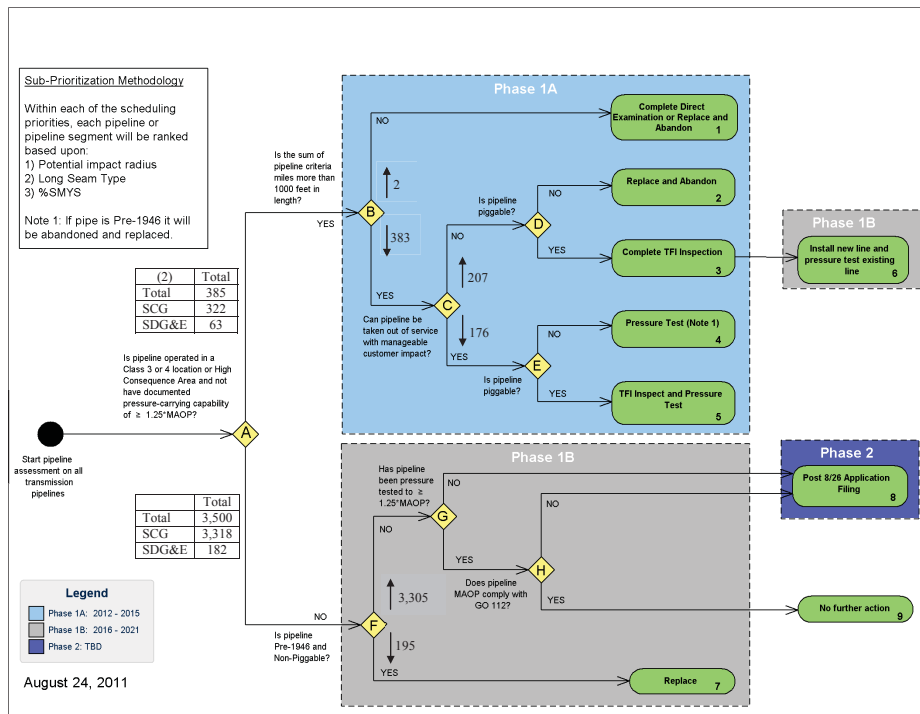 Sub-Prioritization Methodology
Within each of the scheduling
priorities, each pipeline or
pipeline segment will be ranked
based upon:
1) Potential impact radius
2) Long Seam Type
3) %SMYS
Note 1: If pipe is Pre-1946 it will
be abandoned and replaced.
Phase 1A
Complete Direct
Examination or Replace and
Abandon
1
NO
Is the sum of
pipeline criteria
miles more than
1000 feet in
length?
YES
2
B
383
YES
Is pipeline
piggable?
NO
D
YES
NO
Replace and Abandon
2
Complete TFI Inspection
3
Phase 1B
Install new line and
pressure test existing
line
6
207
C
176
Can pipeline be
taken out of service
with manageable
customer impact?
YES
Is pipeline
piggable?
E
NO
YES
Pressure Test (Note 1)
4
TFI Inspect and Pressure
Test
5
(2) Total
Total 385
SCG 322
SDG&E 63
Is pipeline operated in a
Class 3 or 4 location or High
Consequence Area and not
have documented
pressure-carrying capability
of ≥ 1.25*MAOP?
A
Start pipeline
assessment on all
transmission
pipelines
Total
Total 3,500
SCG 3,318
SDG&E 182
Phase 1B
Has pipeline
been pressure
tested to ≥
1.25*MAOP?
NO
G
NO
YES
Does pipeline
MAOP comply with
GO 112?
H
NO
YES
Phase 2
Post 8/26 Application
Filing
8
No further action
9
NO
Is pipeline
Pre-1946 and
Non-Piggable?
3,305
F
195
YES
Replace
7
Legend
Phase 1A: 2012 - 2015
Phase 1B: 2016 - 2021
Phase 2: TBD
August 24, 2011